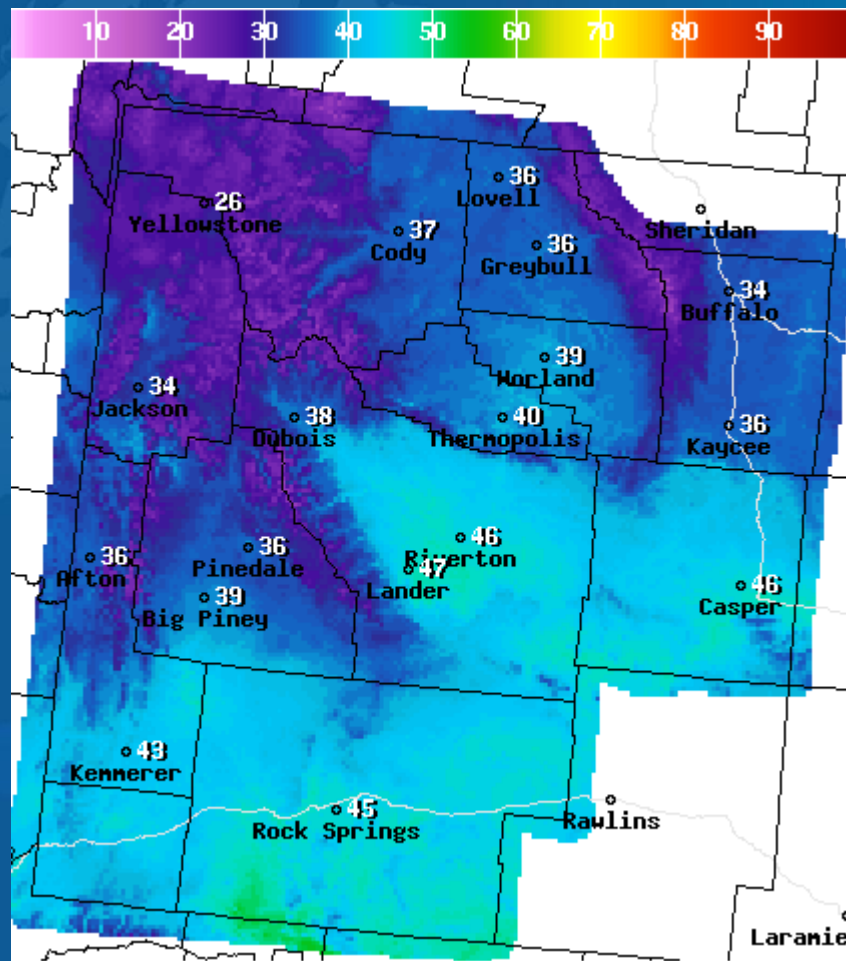 10 20 30 40 50 60 70 80 90
36
Lovell
26
Yellowstone
Sheridan
37
Cody
36
Greybull
34
Buffalo
39
Worland
34
Jackson
38
Dubois
40
Thermopolis
36
Kaycee
46
Riverton
36
Pinedale
36
Afton
47
Lander
46
Casper
39
Big Piney
43
Kemmerer
45
Rock Springs
Rawlins
Laramie